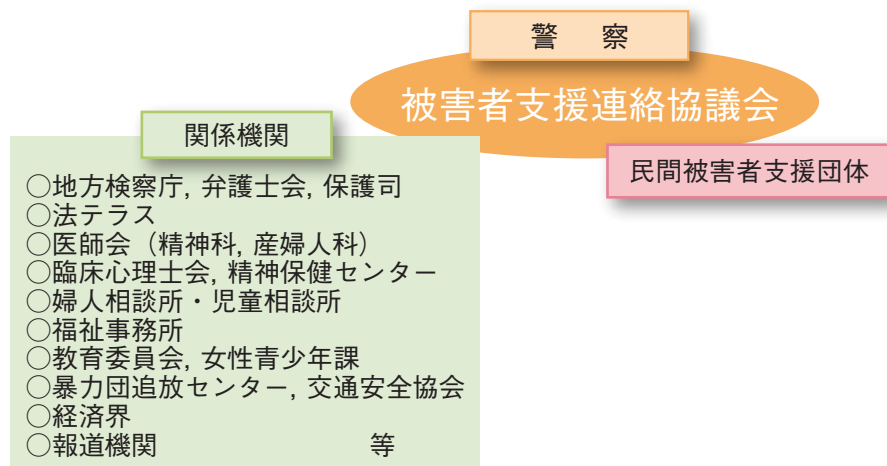 警 察
被害者支援連絡協議会
関係機関
民間被害者支援団体
○地方検察庁, 弁護士会, 保護司
○法テラス
○医師会（精神科, 産婦人科）
○臨床心理士会, 精神保健センター
○婦人相談所・児童相談所
○福祉事務所
○教育委員会, 女性青少年課
○暴力団追放センター, 交通安全協会
○経済界
○報道機関 等